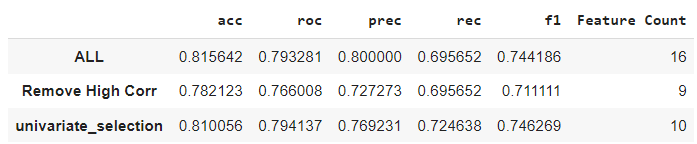 acc roc prec rec f1 Feature Count
ALL 0.815642 0.793281 0.800000 0.695652 0.744186 16
Remove High Corr 0.782123 0.766008 0.727273 0.695652 0.711111 9
univariate_selection 0.810056 0.794137 0.769231 0.724638 0.746269 10